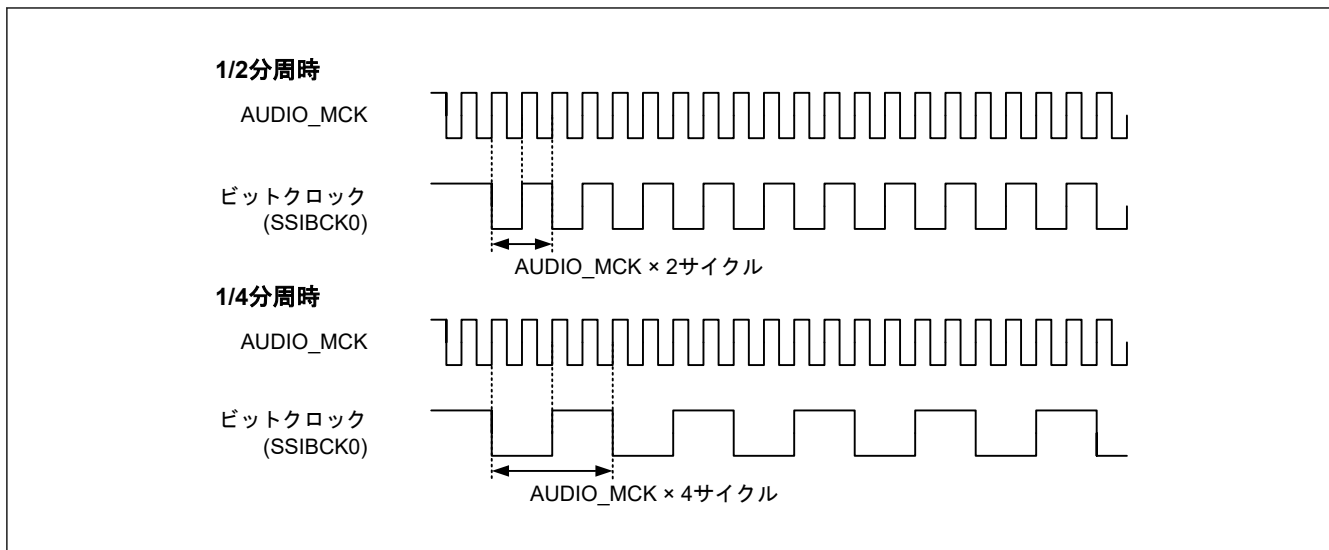 1/2分周時
AUDIO_MCK
ビットクロック
(SSIBCK0)
AUDIO_MCK × 2サイクル
1/4分周時
AUDIO_MCK
ビットクロック
(SSIBCK0)
AUDIO_MCK × 4サイクル